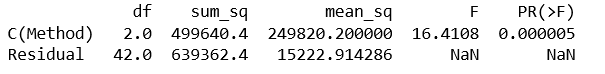 df sum_sq mean_sq F PR(>F)
C(Method) 2.0 499640.4 249820.200000 16.4108 0.000005
Residual 42.0 639362.4 15222.914286 NaN NaN